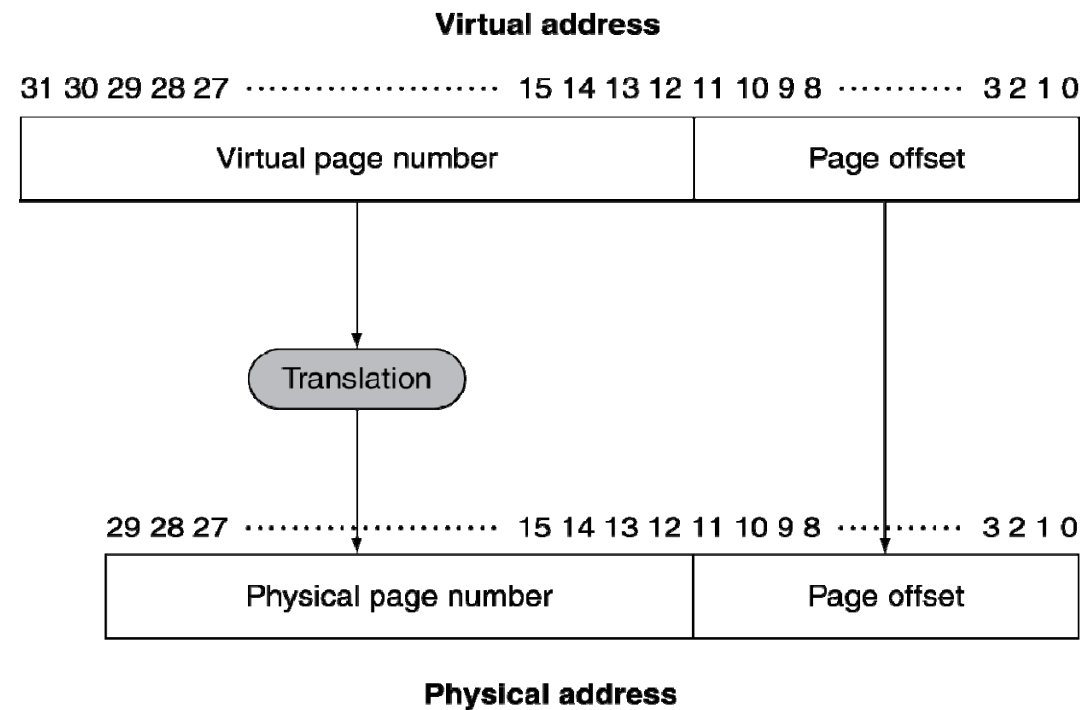 Virtual address
31 30 29 28 27 ····················· 15 14 13 12 11 10 9 8 ··········· 3 2 1 0
Virtual page number Page offset
Translation
29 28 27 ····················· 15 14 13 12 11 10 9 8 ··········· 3 2 1 0
Physical page number Page offset
Physical address